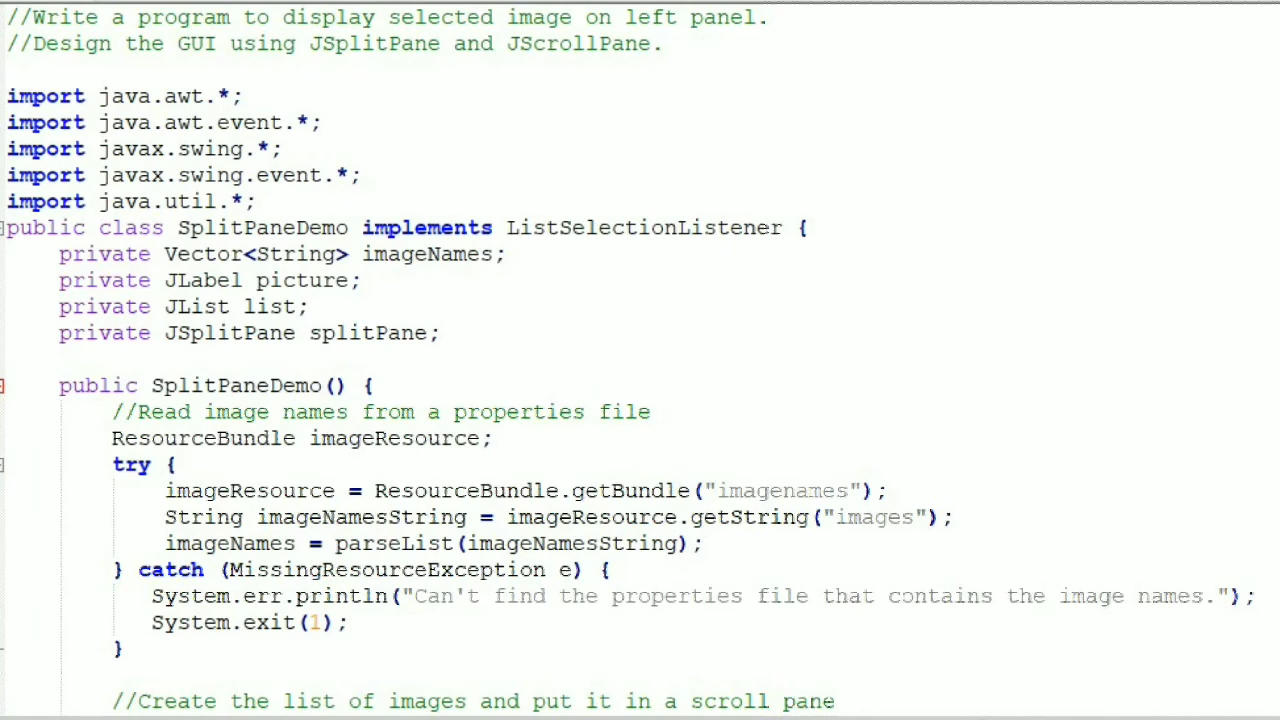 //Write a program to display selected image on left panel.
//Design the GUI using JSplitPane and JScrollPane.
import java.awt.*;
import java.awt.event.*;
import javax.swing.*;
import javax.swing.event.*;
import java.util.*;
public class SplitPaneDemo implements ListSelectionListener {
    private Vector<String> imageNames;
    private JLabel picture;
    private JList list;
    private JSplitPane splitPane;
    public SplitPaneDemo() {
        //Read image names from a properties file
        ResourceBundle imageResource;
        try {
            imageResource = ResourceBundle.getBundle("imagenames");
            String imageNamesString = imageResource.getString("images");
            imageNames = parseList(imageNamesString);
        } catch (MissingResourceException e) {
           System.err.println("Can't find the properties file that contains the image names.");
           System.exit(1);
        }
        //Create the list of images and put it in a scroll pane